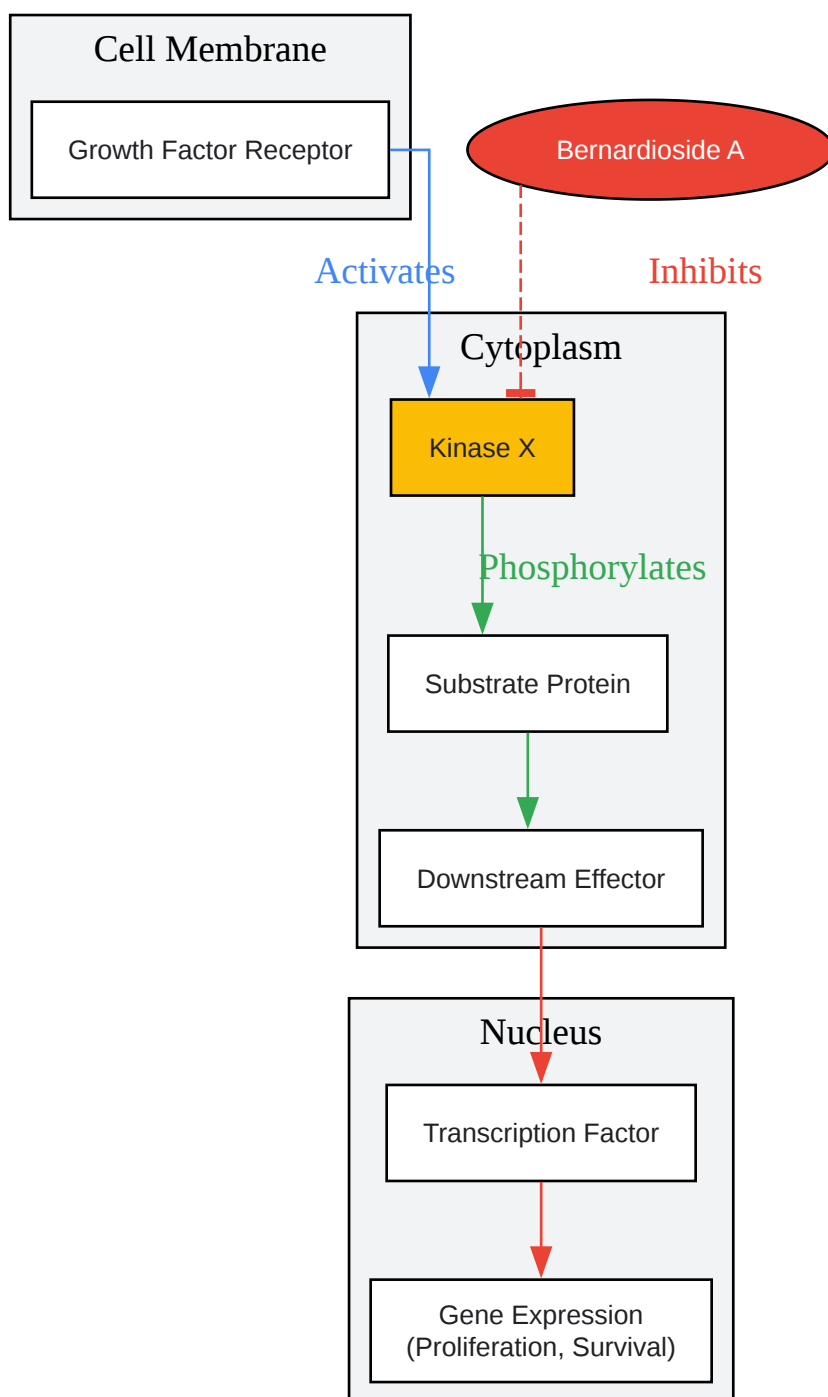 Cell Membrane
Growth Factor Receptor
Bernardioside A
Activates
Inhibits
Cytoplasm
Kinase X
Phosphorylates
Substrate Protein
Downstream Effector
Nucleus
Transcription Factor
Gene Expression
(Proliferation, Survival)